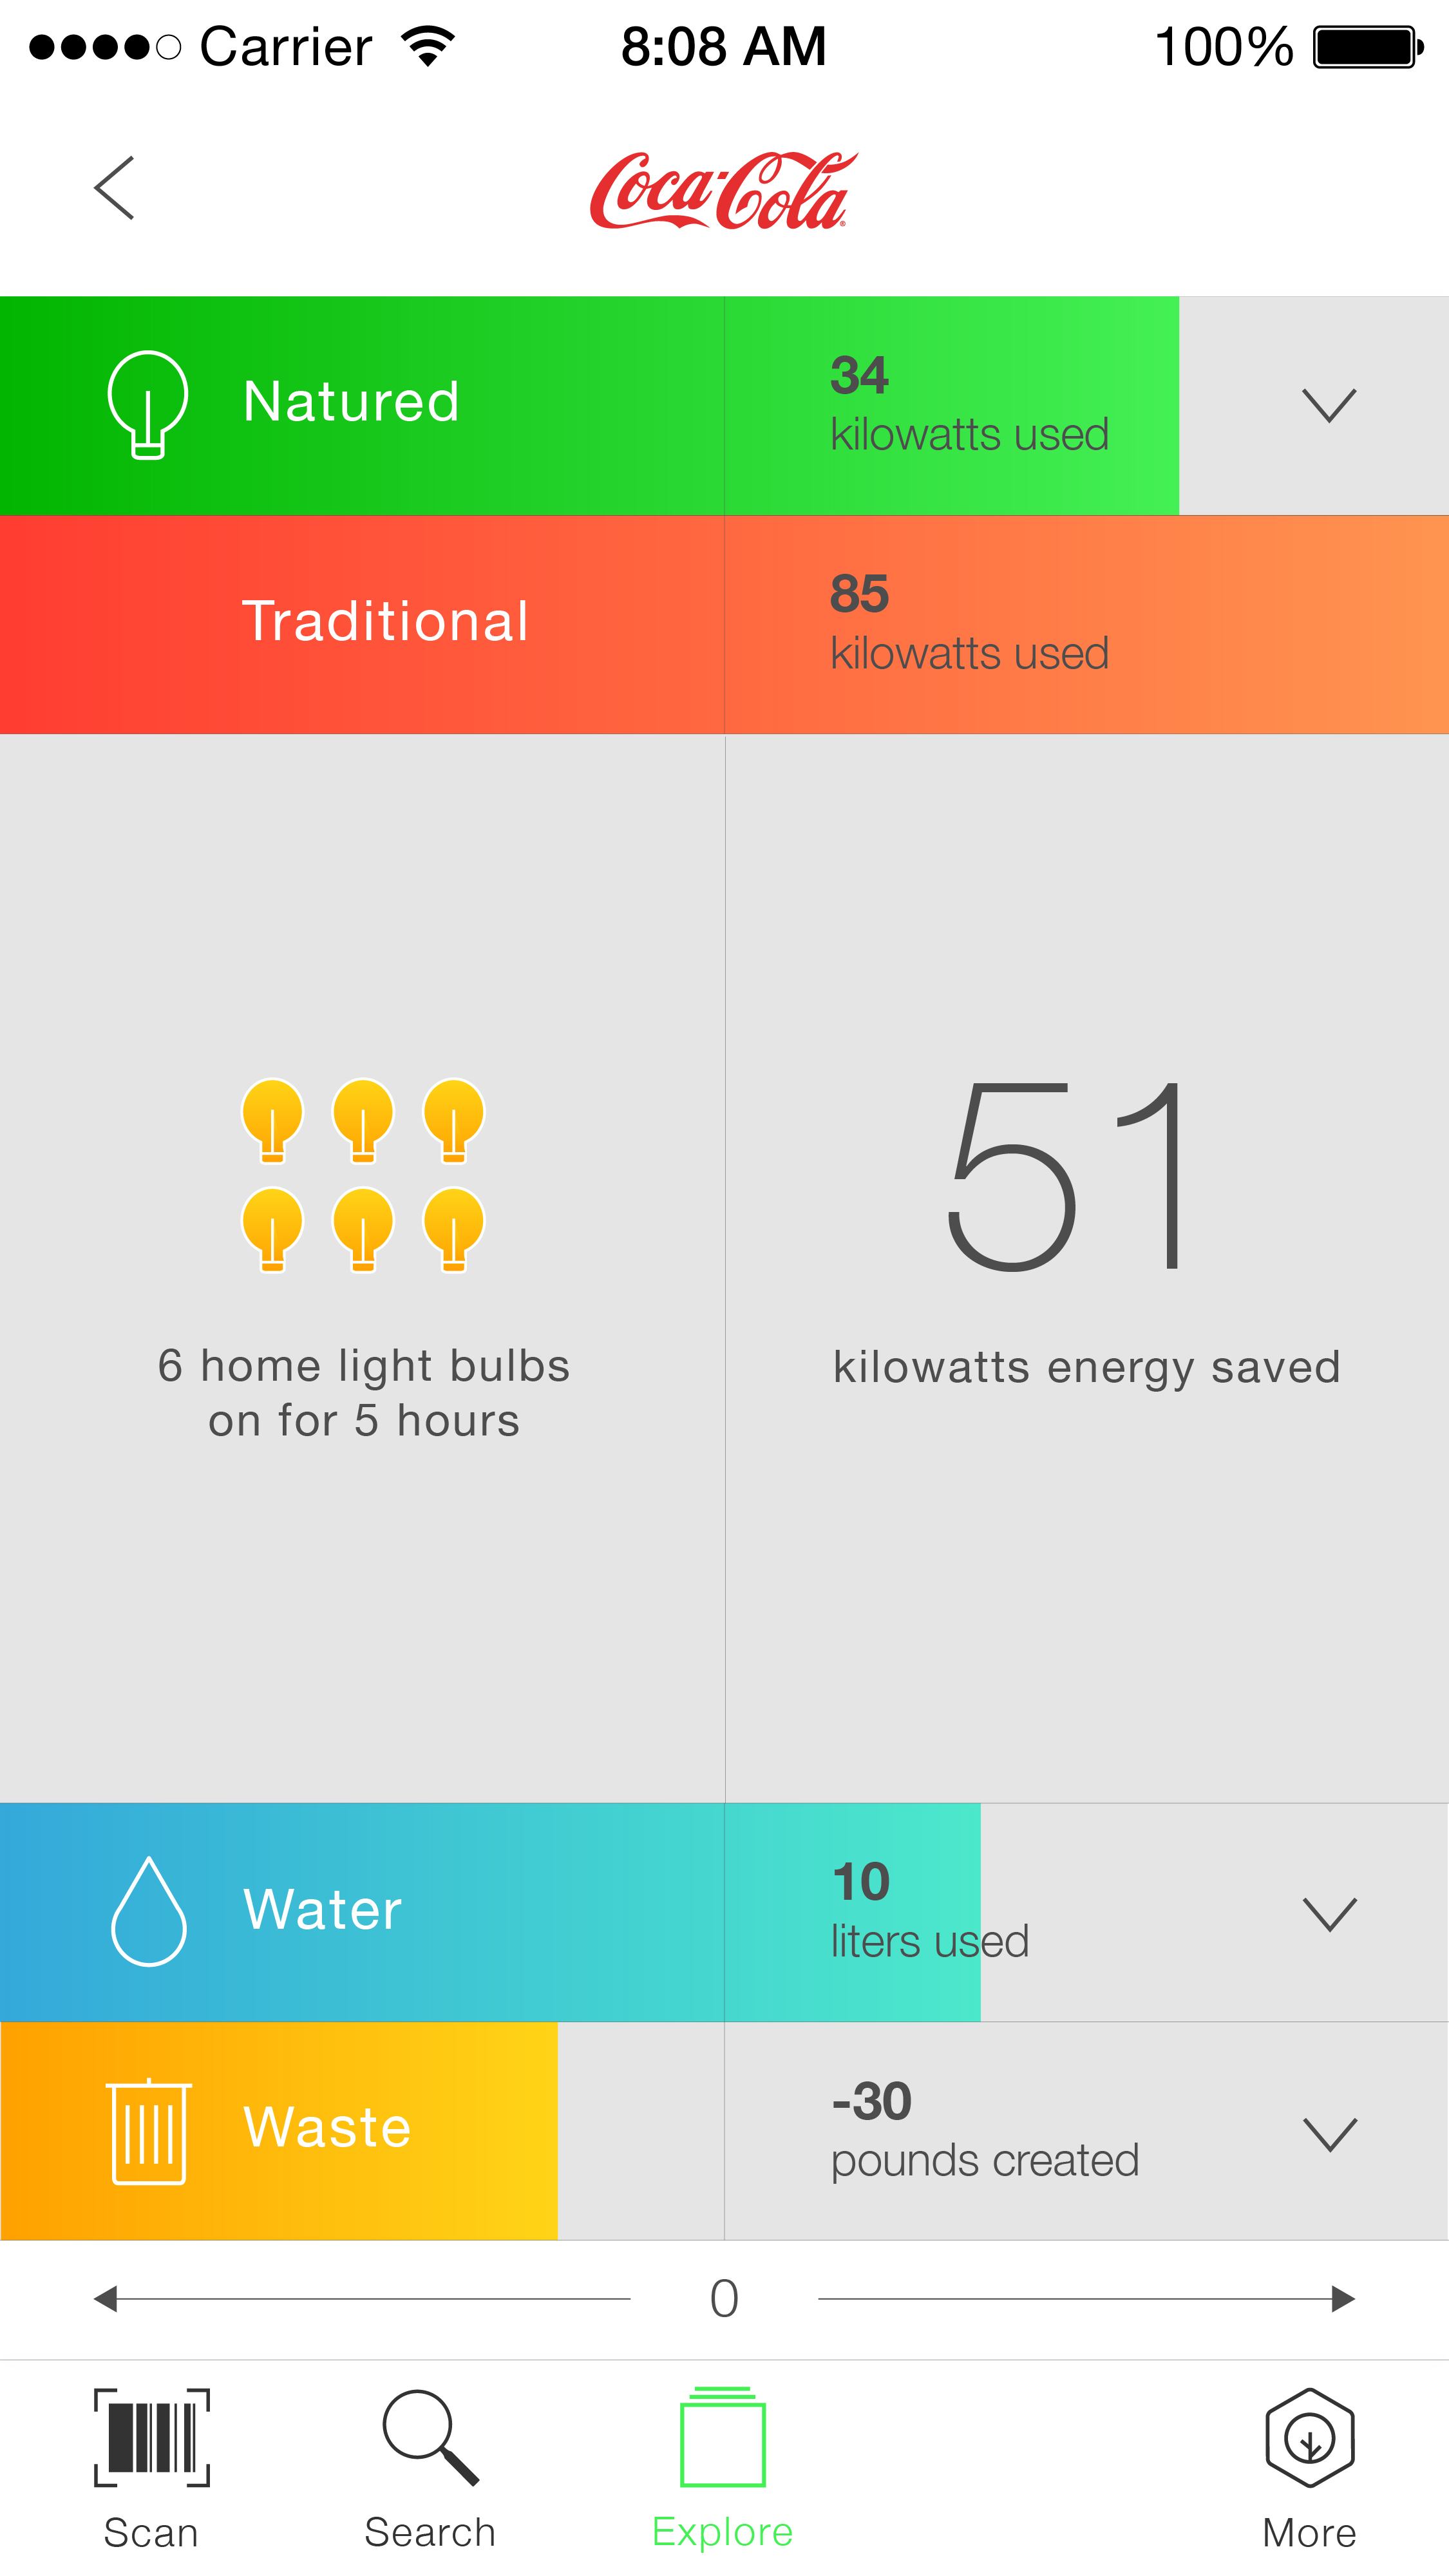 Carrier 8:08 AM 100%
Coca-Cola®
Natured
34
kilowatts used
Traditional
85
kilowatts used
51
6 home light bulbs
on for 5 hours
kilowatts energy saved
Water
10
liters used
Waste
-30
pounds created
0
Scan Search Explore More